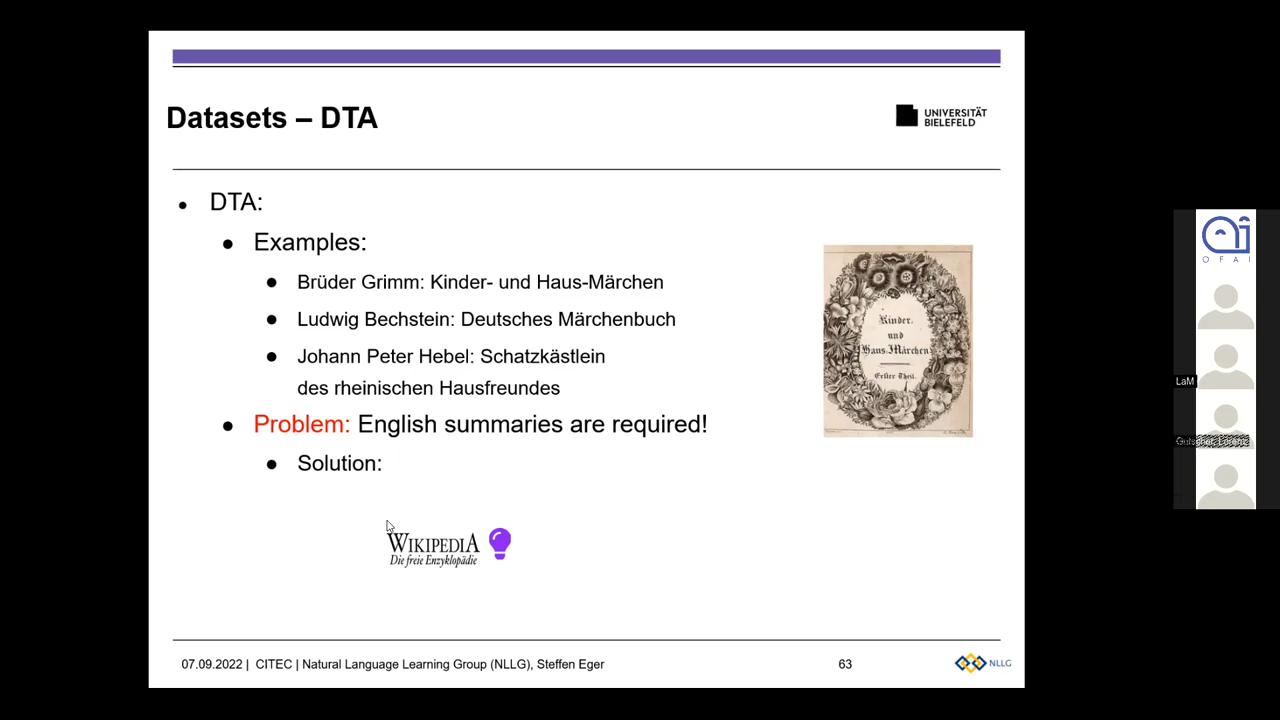 Datasets – DTA
UNIVERSITÄT
BIELEFELD
DTA:
Examples:
Brüder Grimm: Kinder- und Haus-Märchen
Ludwig Bechstein: Deutsches Märchenbuch
Johann Peter Hebel: Schatzkästlein
des rheinischen Hausfreundes
Kinder
und
Haus-Märchen
Erster Theil.
Problem: English summaries are required!
Solution:
WIKIPEDIA
Die freie Enzyklopädie
07.09.2022 | CITEC | Natural Language Learning Group (NLLG), Steffen Eger
63
NLLG
OFAI
LaM